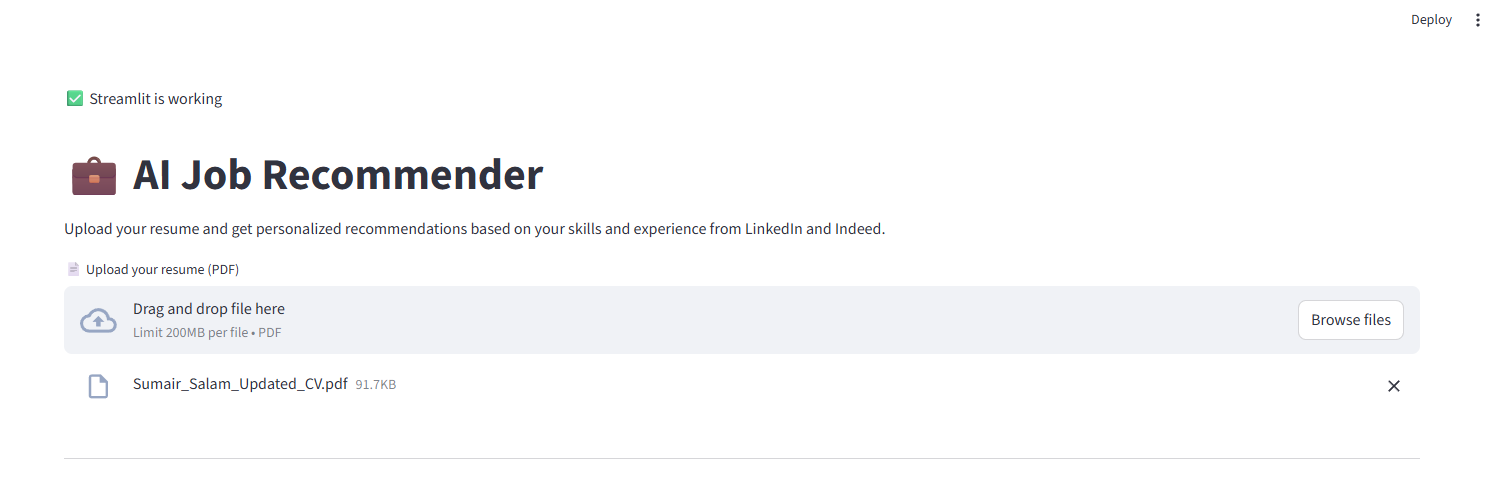 Deploy
✅ Streamlit is working
💼 AI Job Recommender
Upload your resume and get personalized recommendations based on your skills and experience from LinkedIn and Indeed.
📄 Upload your resume (PDF)
Drag and drop file here
Limit 200MB per file • PDF
Browse files
Sumair_Salam_Updated_CV.pdf 91.7KB